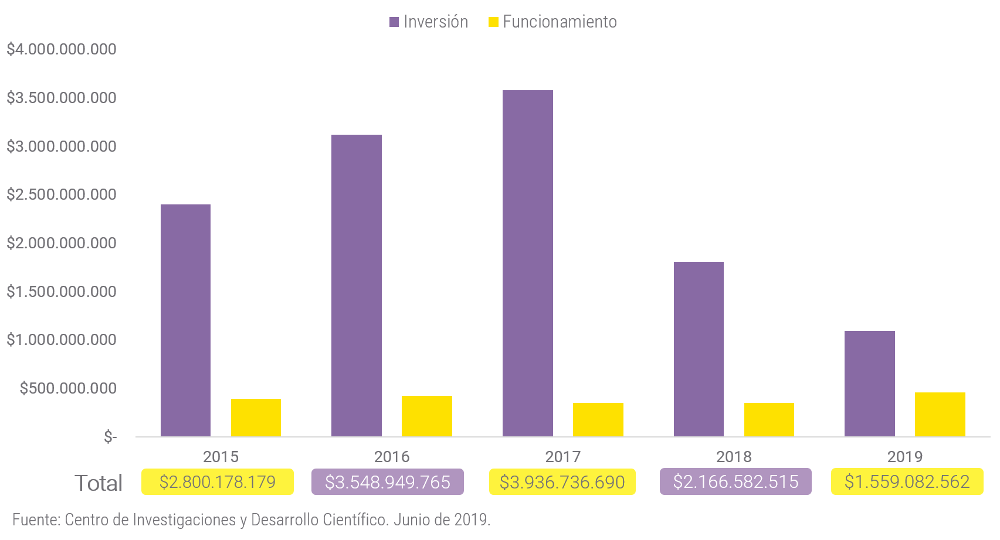 Inversión Funcionamiento
$4.000.000.000
$3.500.000.000
$3.000.000.000
$2.500.000.000
$2.000.000.000
$1.500.000.000
$1.000.000.000
$500.000.000
$-
2015 2016 2017 2018 2019
Total $2.800.178.179 $3.548.949.765 $3.936.736.690 $2.166.582.515 $1.559.082.562
Fuente: Centro de Investigaciones y Desarrollo Científico. Junio de 2019.